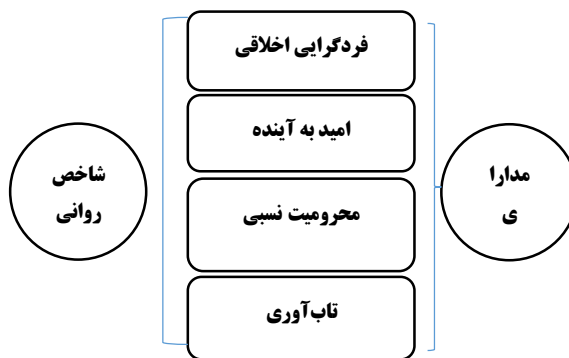 فردگرایی اخلاقی
امید به آینده
محرومیت نسبی
تاب‌آوری
مدارا
ی
شاخص
روانی